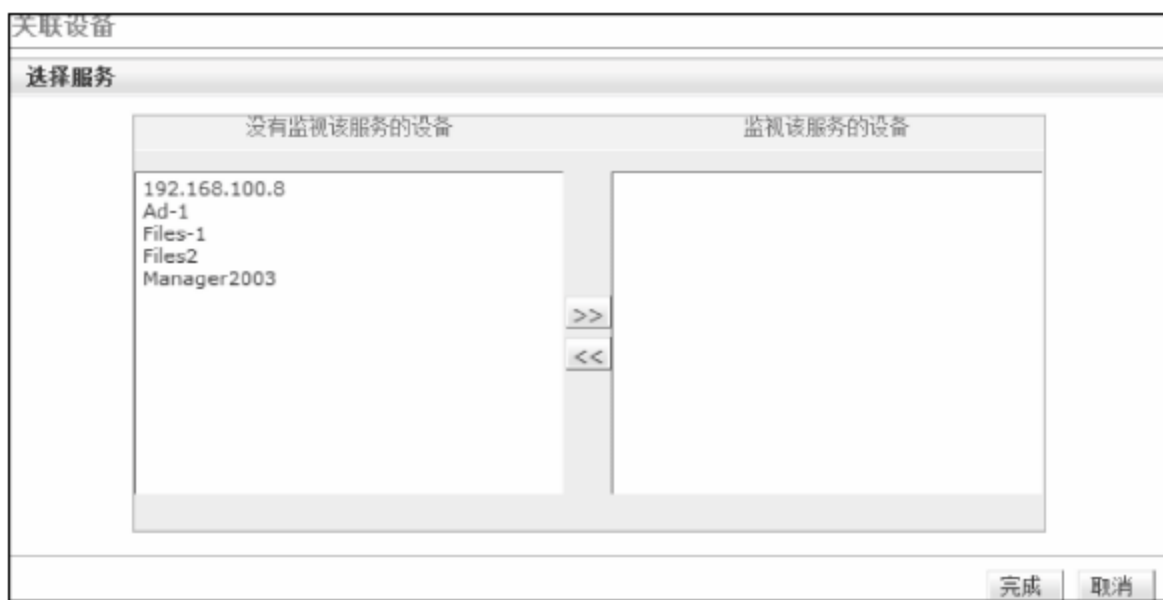 关联设备
选择服务
没有监视该服务的设备
监视该服务的设备
192.168.100.8
Ad-1
Files-1
Files2
Manager2003
>>
<<
完成
取消